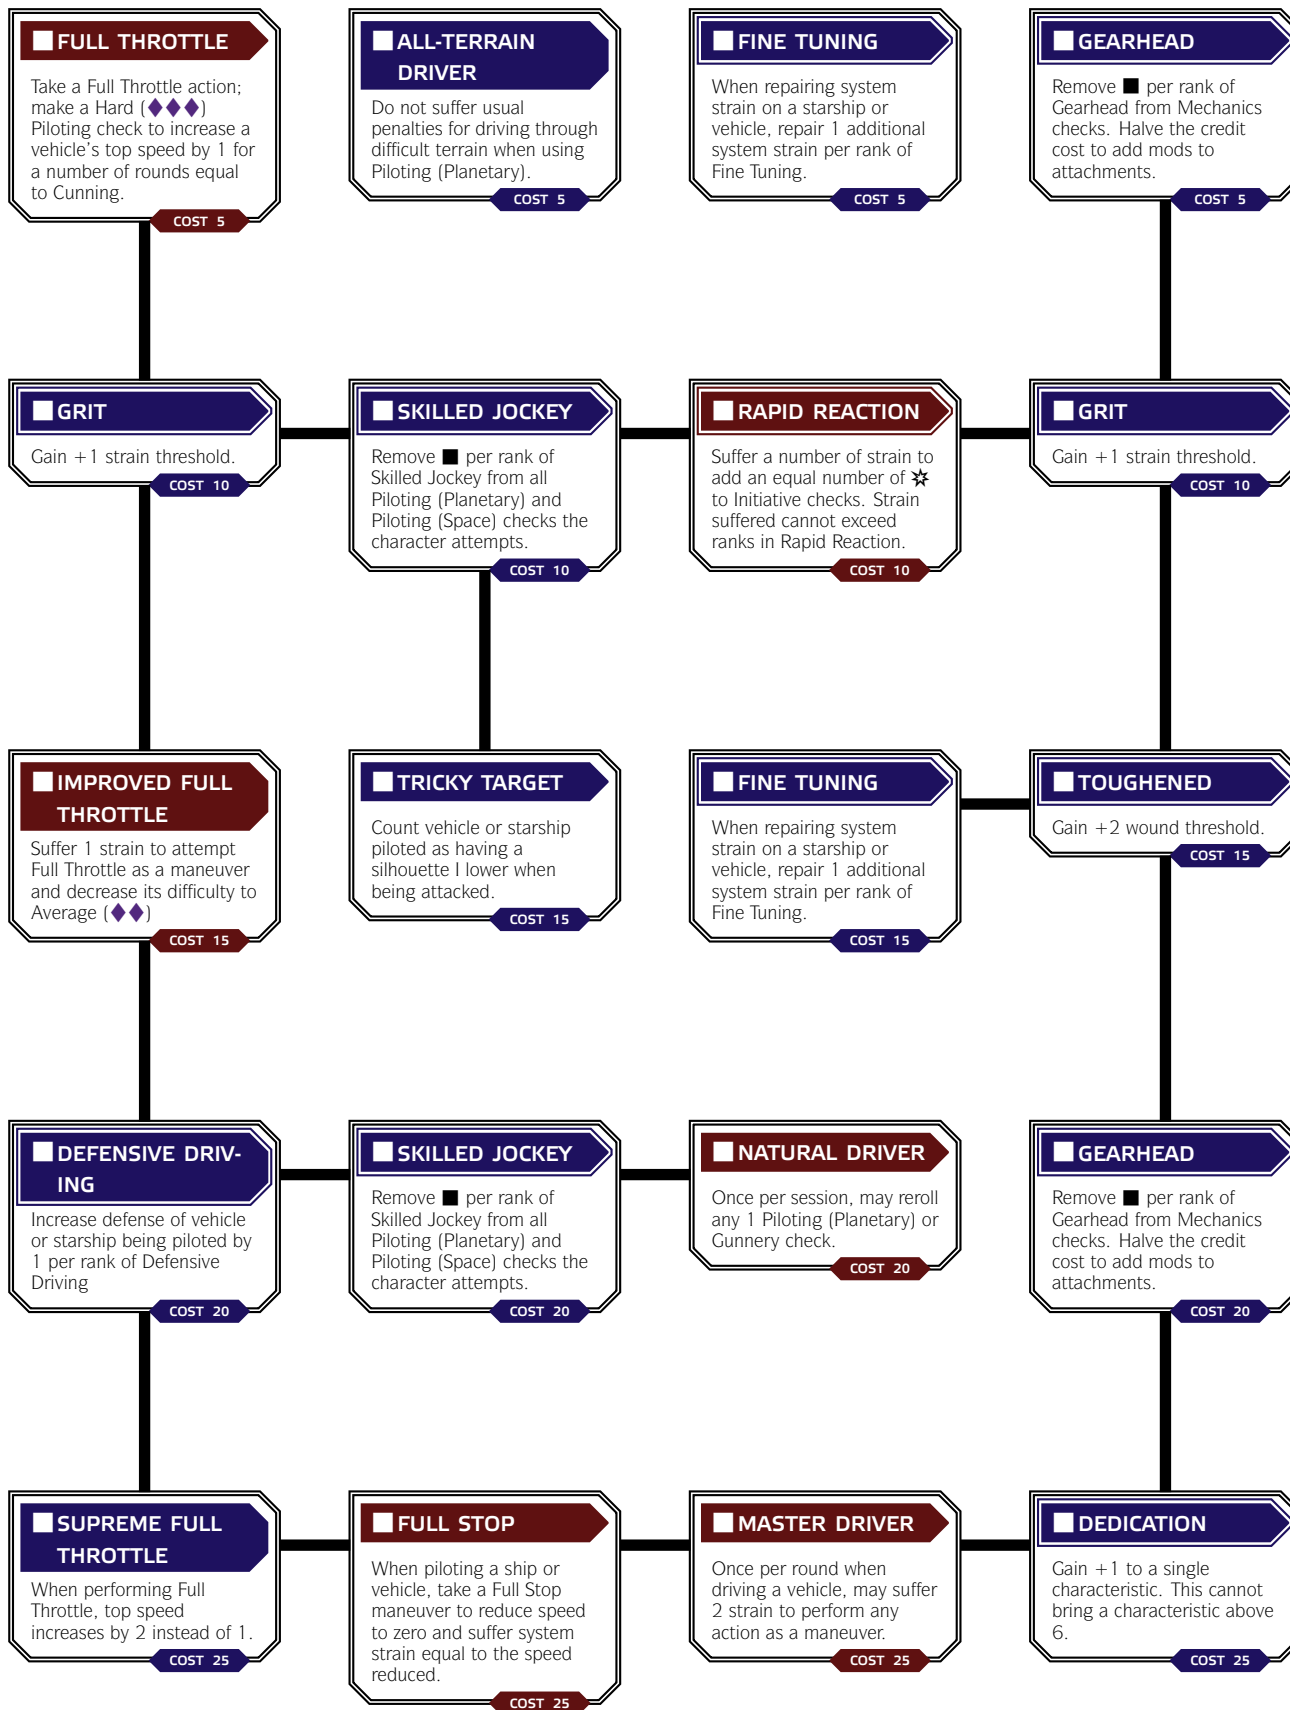 FULL THROTTLE
Take a Full Throttle action;
make a Hard (♦♦♦)
Piloting check to increase a
vehicle's top speed by 1 for
a number of rounds equal
to Cunning.
COST 5
ALL-TERRAIN
DRIVER
Do not suffer usual
penalties for driving through
difficult terrain when using
Piloting (Planetary).
COST 5
FINE TUNING
When repairing system
strain on a starship or
vehicle, repair 1 additional
system strain per rank of
Fine Tuning.
COST 5
GEARHEAD
Remove ■ per rank of
Gearhead from Mechanics
checks. Halve the credit
cost to add mods to
attachments.
COST 5
GRIT
Gain +1 strain threshold.
COST 10
SKILLED JOCKEY
Remove ■ per rank of
Skilled Jockey from all
Piloting (Planetary) and
Piloting (Space) checks the
character attempts.
COST 10
RAPID REACTION
Suffer a number of strain to
add an equal number of ✲
to Initiative checks. Strain
suffered cannot exceed
ranks in Rapid Reaction.
COST 10
GRIT
Gain +1 strain threshold.
COST 10
IMPROVED FULL
THROTTLE
Suffer 1 strain to attempt
Full Throttle as a maneuver
and decrease its difficulty to
Average (♦♦)
COST 15
TRICKY TARGET
Count vehicle or starship
piloted as having a
silhouette I lower when
being attacked.
COST 15
FINE TUNING
When repairing system
strain on a starship or
vehicle, repair 1 additional
system strain per rank of
Fine Tuning.
COST 15
TOUGHENED
Gain +2 wound threshold.
COST 15
DEFENSIVE DRIV-
ING
Increase defense of vehicle
or starship being piloted by
1 per rank of Defensive
Driving
COST 20
SKILLED JOCKEY
Remove ■ per rank of
Skilled Jockey from all
Piloting (Planetary) and
Piloting (Space) checks the
character attempts.
COST 20
NATURAL DRIVER
Once per session, may reroll
any 1 Piloting (Planetary) or
Gunnery check.
COST 20
GEARHEAD
Remove ■ per rank of
Gearhead from Mechanics
checks. Halve the credit
cost to add mods to
attachments.
COST 20
SUPREME FULL
THROTTLE
When performing Full
Throttle, top speed
increases by 2 instead of 1.
COST 25
FULL STOP
When piloting a ship or
vehicle, take a Full Stop
maneuver to reduce speed
to zero and suffer system
strain equal to the speed
reduced.
COST 25
MASTER DRIVER
Once per round when
driving a vehicle, may suffer
2 strain to perform any
action as a maneuver.
COST 25
DEDICATION
Gain +1 to a single
characteristic. This cannot
bring a characteristic above
6.
COST 25